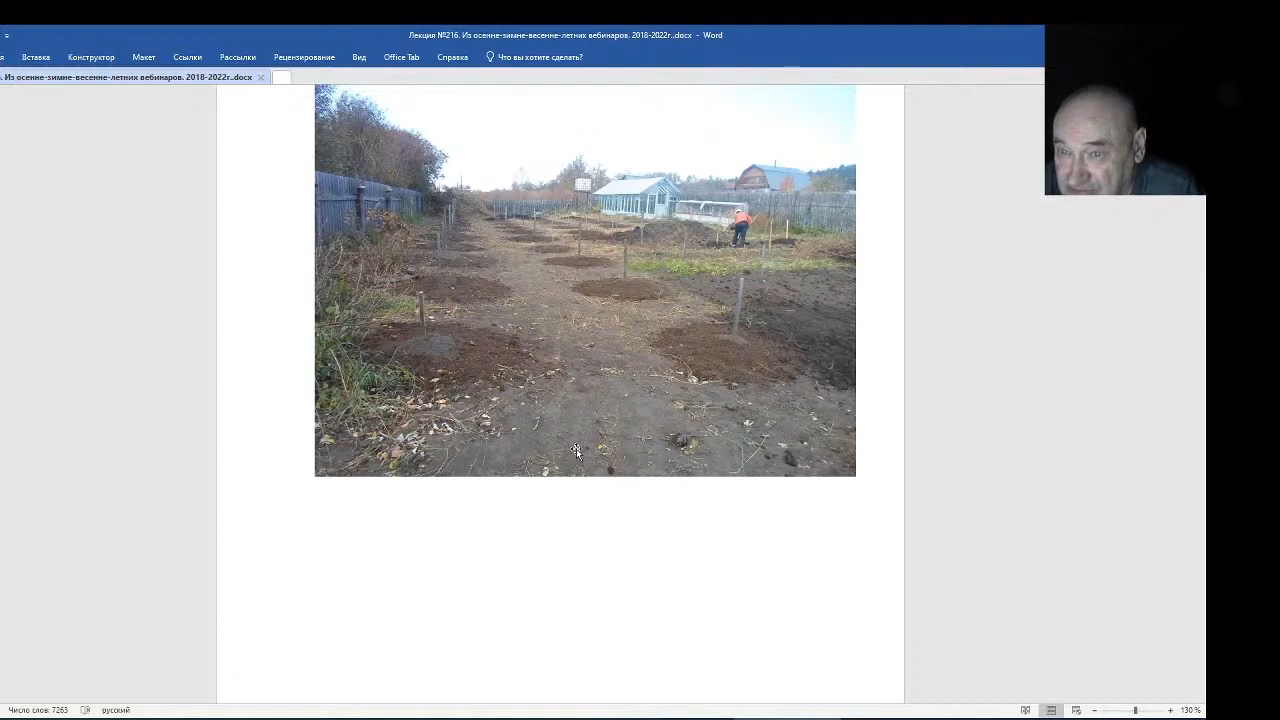 Лекция №216. Из осенне-зимне-весенне-летних вебинаров. 2018-2022г..docx - Word
Вставка Конструктор Макет Ссылки Рассылки Рецензирование Вид Office Tab Справка Что вы хотите сделать?
. Из осенне-зимне-весенне-летних вебинаров. 2018-2022г..docx
Число слов: 7263 русский 130 %